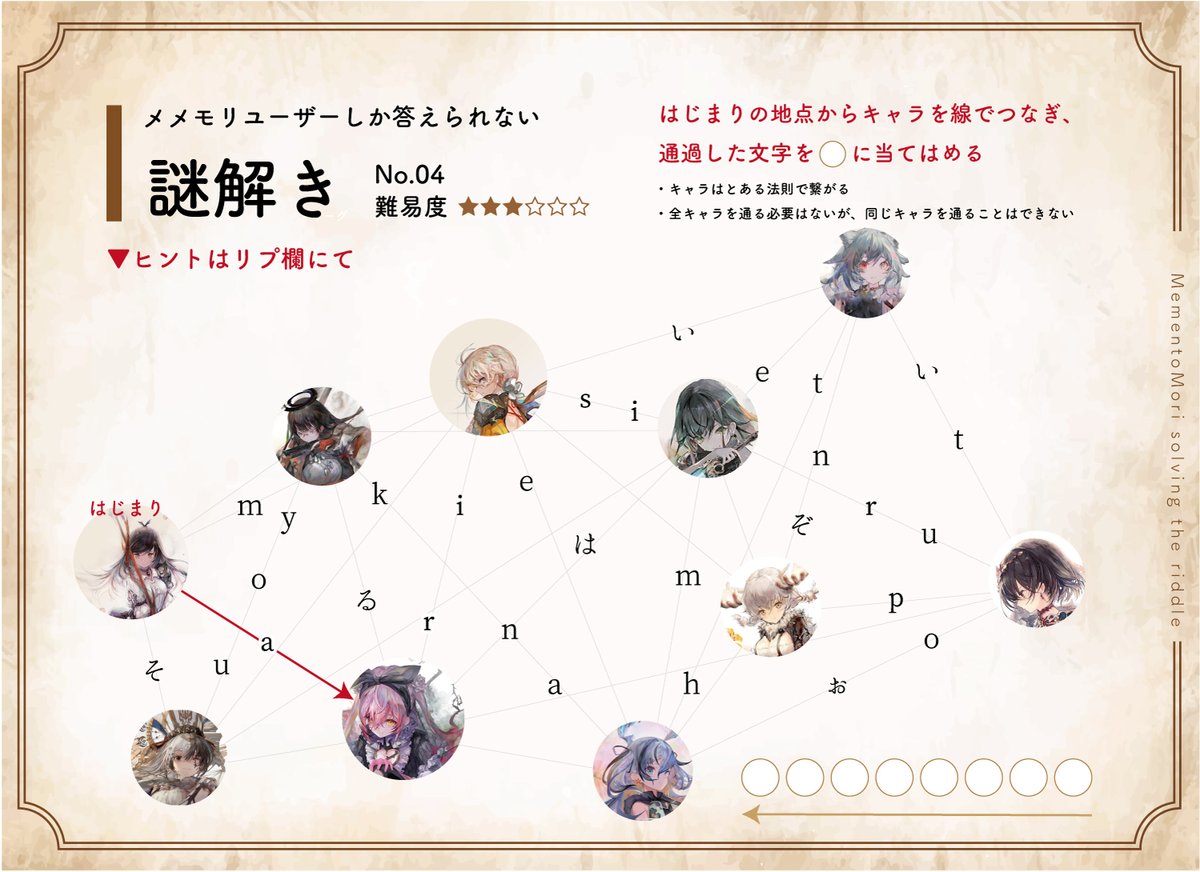 メメモリユーザーしか答えられない
謎解き
No.04
難易度 ★★★☆☆☆
▼ヒントはリプ欄にて
はじまりの地点からキャラを線でつなぎ、
通過した文字を◯に当てはめる
・キャラはとある法則で繋がる
・全キャラを通る必要はないが、同じキャラを通ることはできない
MementoMori solving the riddle
はじまり
い
い
e
t
s
i
t
n
k
i
e
m
y
r
u
ぞ
は
m
o
る
p
r
n
a
o
そ
u
a
h
お